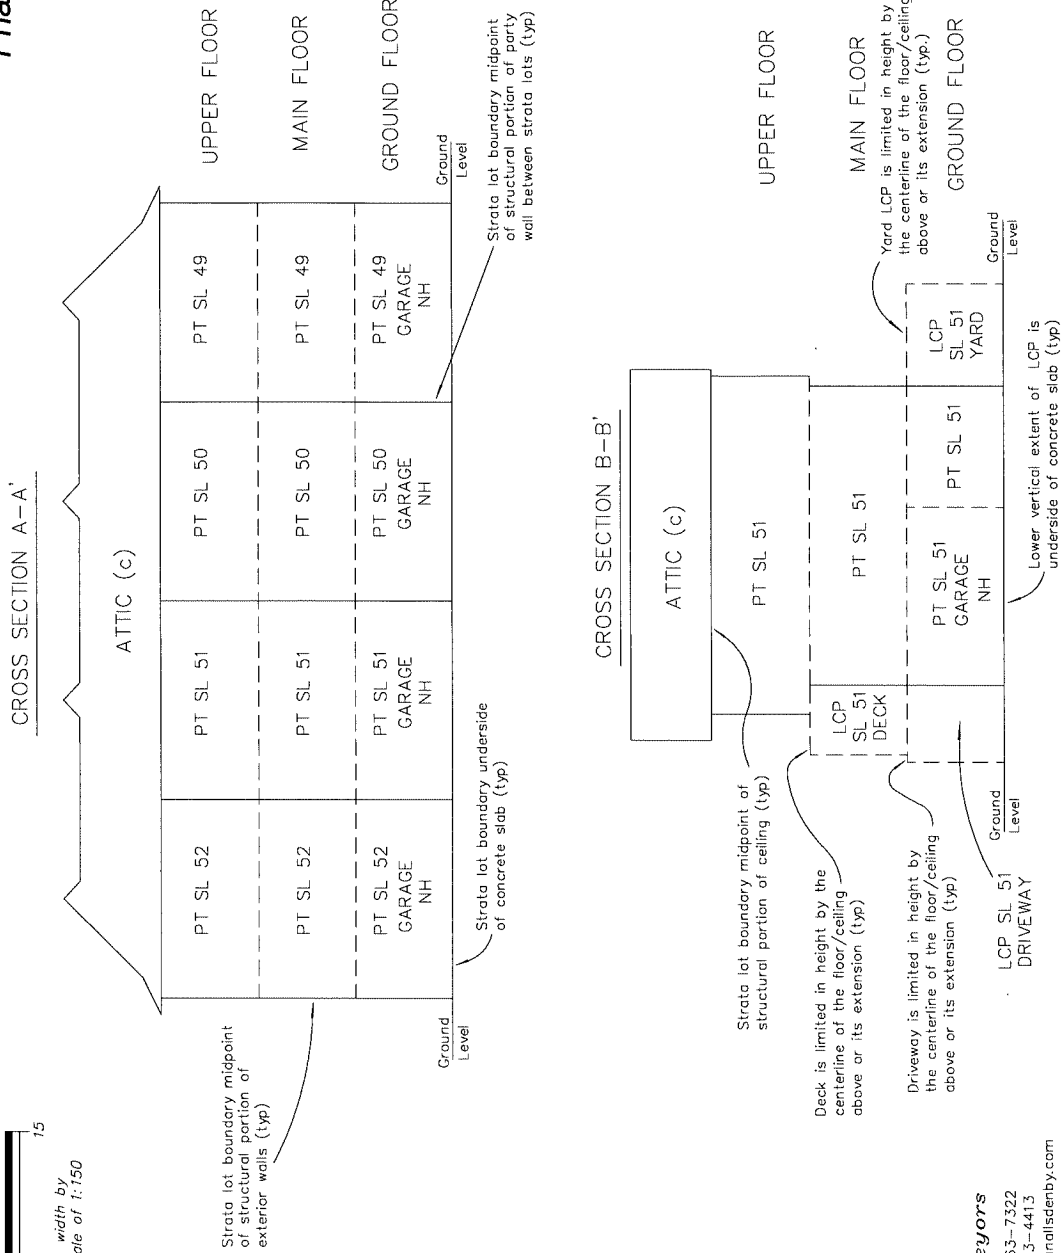 CROSS SECTION A-A'
ATTIC (c)
PT SL 52
PT SL 51
PT SL 50
PT SL 49
UPPER FLOOR
PT SL 52
PT SL 51
PT SL 50
PT SL 49
MAIN FLOOR
PT SL 52
GARAGE
NH
PT SL 51
GARAGE
NH
PT SL 50
GARAGE
NH
PT SL 49
GARAGE
NH
GROUND FLOOR
Ground
Level
Ground
Level
Strata lot boundary midpoint
of structural portion of
exterior walls (typ)
Strata lot boundary underside
of concrete slab (typ)
Strata lot boundary midpoint
of structural portion of party
wall between strata lots (typ)
15
width by
of 1:150
CROSS SECTION B-B'
ATTIC (c)
PT SL 51
UPPER FLOOR
LCP
SL 51
DECK
PT SL 51
MAIN FLOOR
PT SL 51
GARAGE
NH
PT SL 51
LCP
SL 51
YARD
GROUND FLOOR
Ground
Level
Ground
Level
Strata lot boundary midpoint of
structural portion of ceiling (typ)
Deck is limited in height by the
centerline of the floor/ceiling
above or its extension (typ)
Driveway is limited in height by
the centerline of the floor/ceiling
above or its extension (typ)
LCP SL 51
DRIVEWAY
Yard LCP is limited in height by
the centerline of the floor/ceiling
above or its extension (typ.)
Lower vertical extent of LCP is
underside of concrete slab (typ)
eyors
63-7322
3-4413
nallsdenby.com